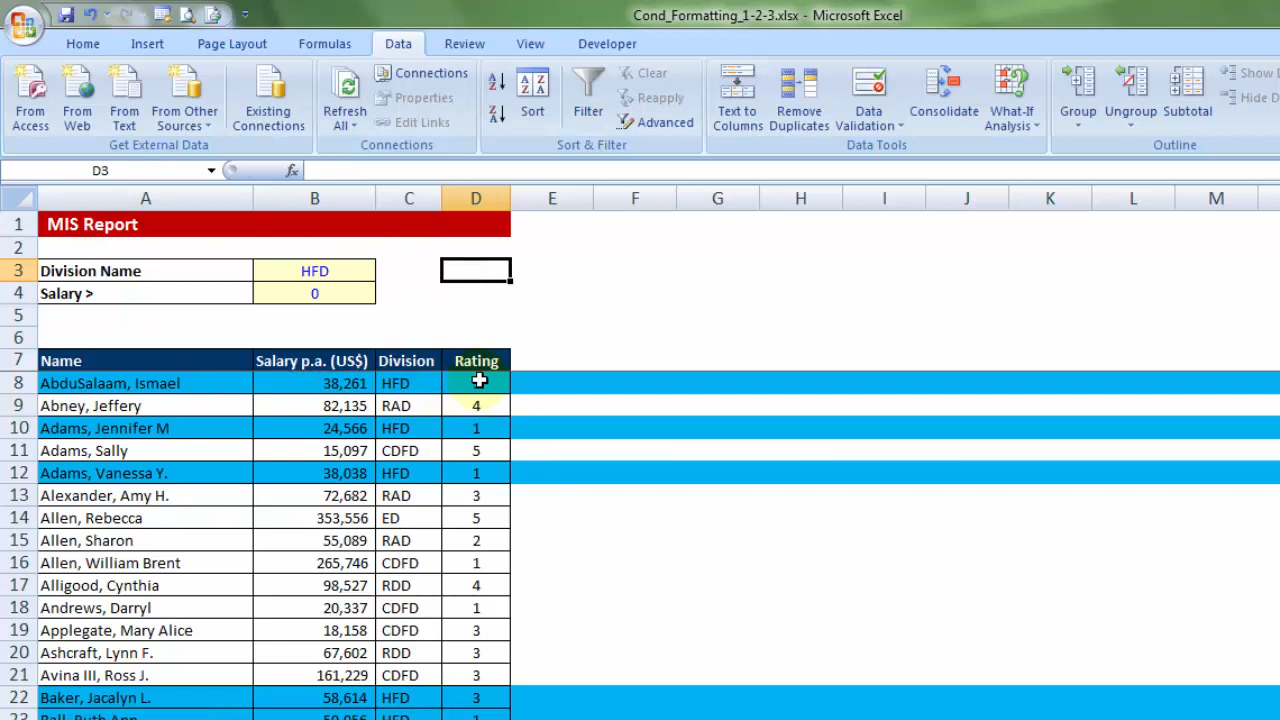 Cond_Formatting_1-2-3.xlsx - Microsoft Excel
Home Insert Page Layout Formulas Data Review View Developer
From Access
From Web
From Text
From Other Sources
Existing Connections
Get External Data
Refresh All
Connections
Properties
Edit Links
Connections
Sort
Filter
Clear
Reapply
Advanced
Sort & Filter
Text to Columns
Remove Duplicates
Data Validation
Consolidate
What-If Analysis
Data Tools
Group
Ungroup
Subtotal
Show
Hide
Outline
D3 fx
A B C D E F G H I J K L M
1 MIS Report
2
3 Division Name HFD
4 Salary > 0
5
6
7 Name Salary p.a. (US$) Division Rating
8 AbduSalaam, Ismael 38,261 HFD
9 Abney, Jeffery 82,135 RAD 4
10 Adams, Jennifer M 24,566 HFD 1
11 Adams, Sally 15,097 CDFD 5
12 Adams, Vanessa Y. 38,038 HFD 1
13 Alexander, Amy H. 72,682 RAD 3
14 Allen, Rebecca 353,556 ED 5
15 Allen, Sharon 55,089 RAD 2
16 Allen, William Brent 265,746 CDFD 1
17 Alligood, Cynthia 98,527 RDD 4
18 Andrews, Darryl 20,337 CDFD 1
19 Applegate, Mary Alice 18,158 CDFD 3
20 Ashcraft, Lynn F. 67,602 RDD 3
21 Avina III, Ross J. 161,229 CDFD 3
22 Baker, Jacalyn L. 58,614 HFD 3
23